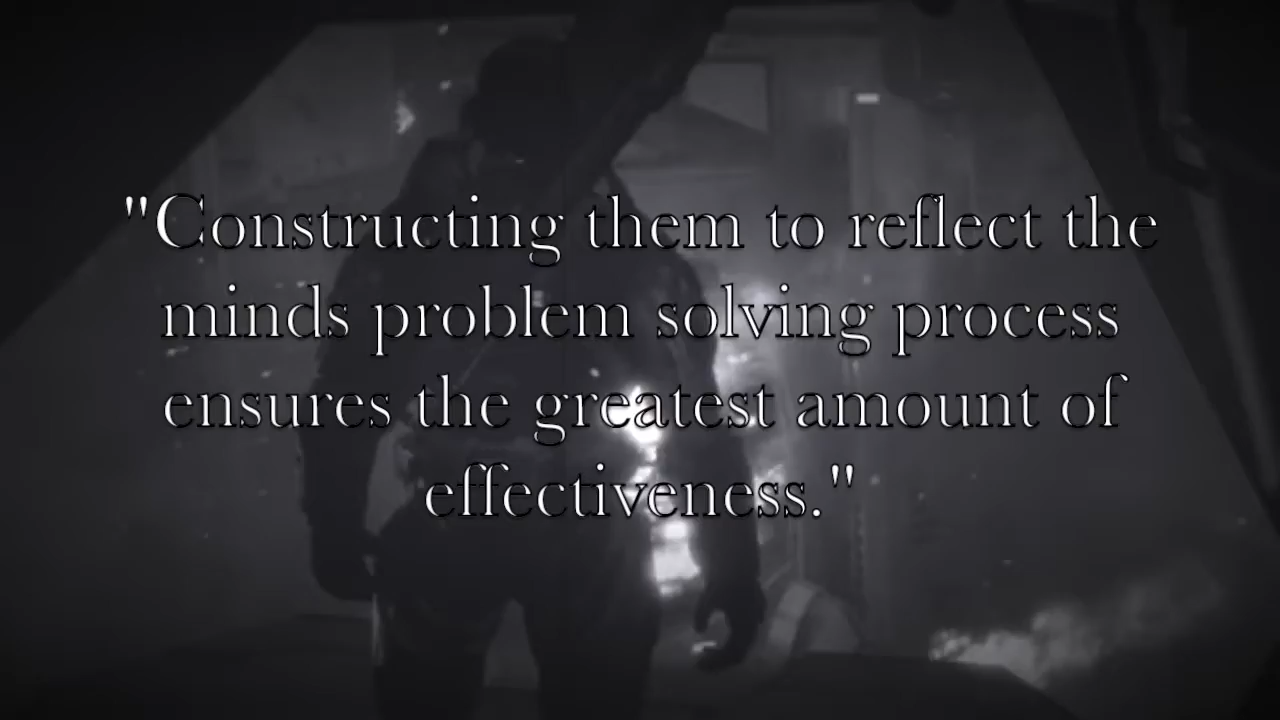 "Constructing them to reflect the
minds problem solving process
ensures the greatest amount of
effectiveness."